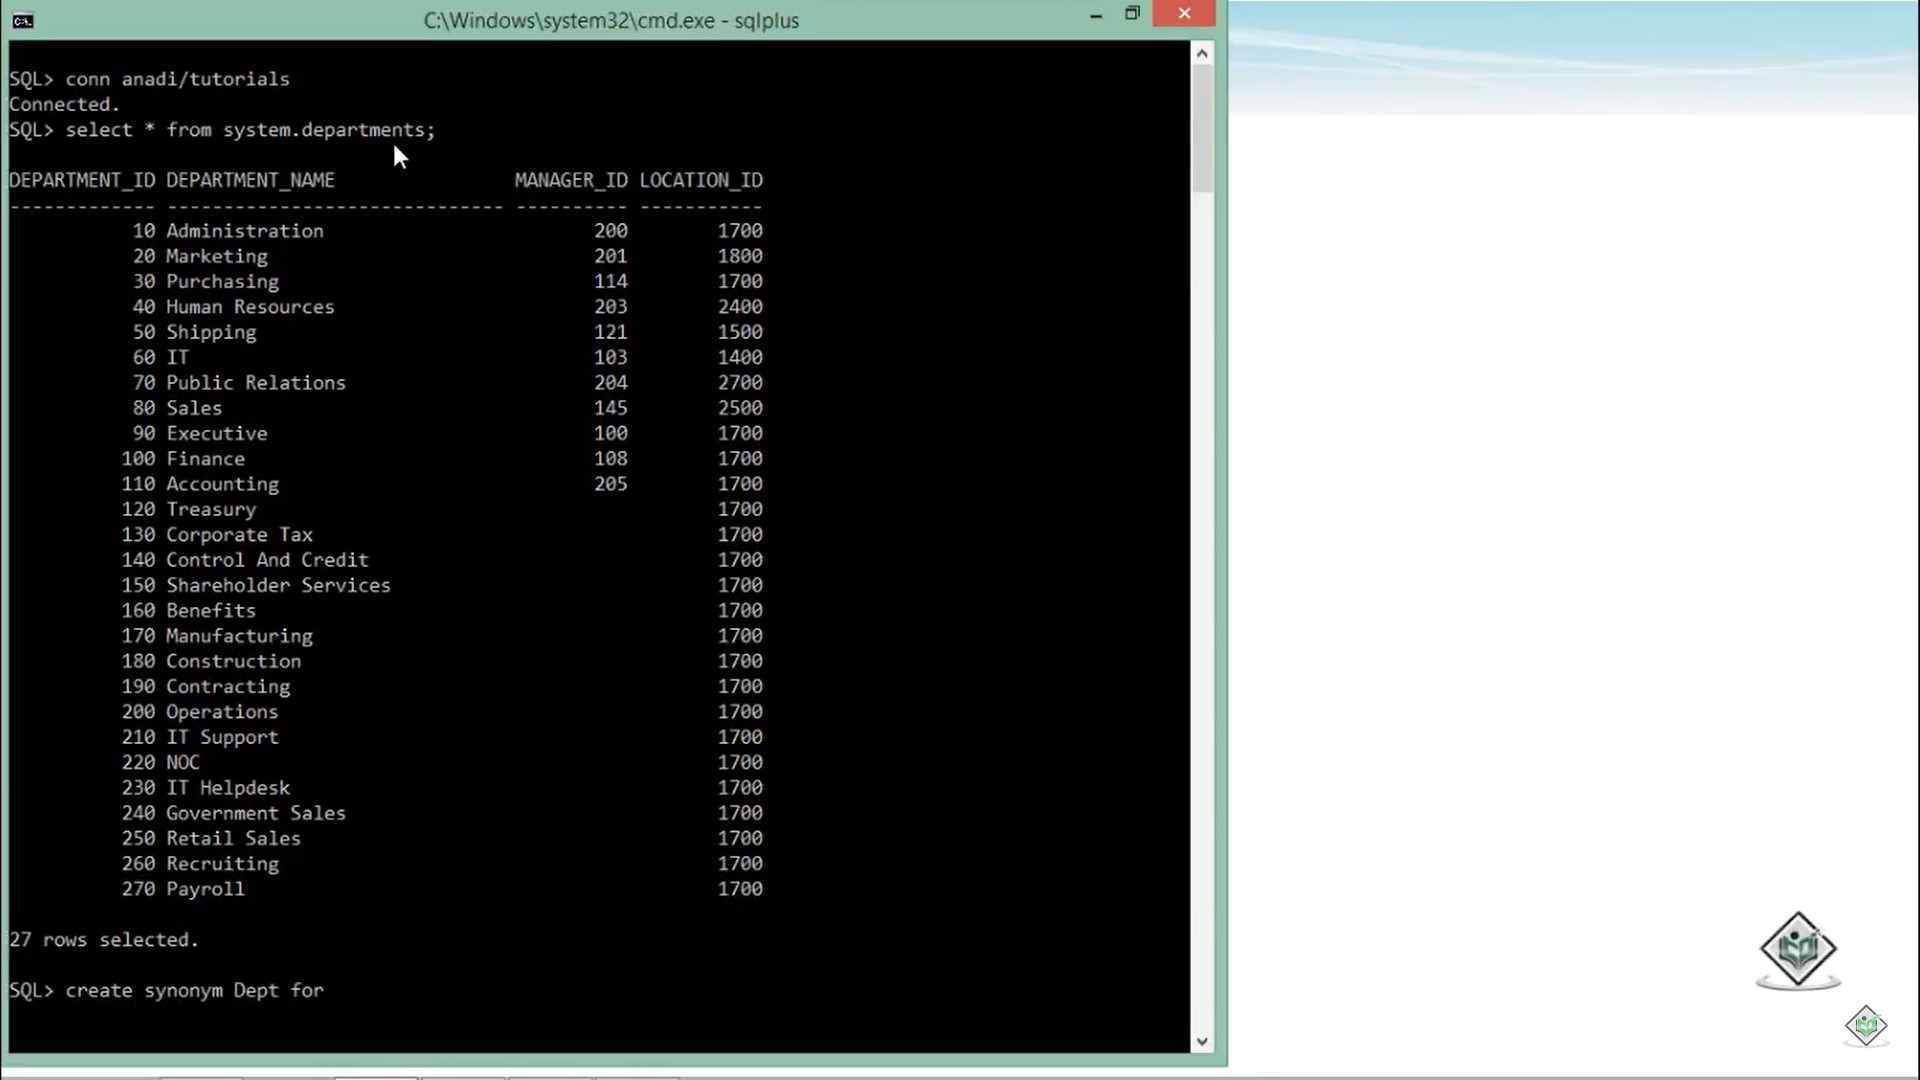 C:\Windows\system32\cmd.exe - sqlplus
SQL> conn anadi/tutorials
Connected.
SQL> select * from system.departments;
DEPARTMENT_ID DEPARTMENT_NAME MANAGER_ID LOCATION_ID
------------- ------------------------------ ---------- -----------
10 Administration 200 1700
20 Marketing 201 1800
30 Purchasing 114 1700
40 Human Resources 203 2400
50 Shipping 121 1500
60 IT 103 1400
70 Public Relations 204 2700
80 Sales 145 2500
90 Executive 100 1700
100 Finance 108 1700
110 Accounting 205 1700
120 Treasury 1700
130 Corporate Tax 1700
140 Control And Credit 1700
150 Shareholder Services 1700
160 Benefits 1700
170 Manufacturing 1700
180 Construction 1700
190 Contracting 1700
200 Operations 1700
210 IT Support 1700
220 NOC 1700
230 IT Helpdesk 1700
240 Government Sales 1700
250 Retail Sales 1700
260 Recruiting 1700
270 Payroll 1700
27 rows selected.
SQL> create synonym Dept for